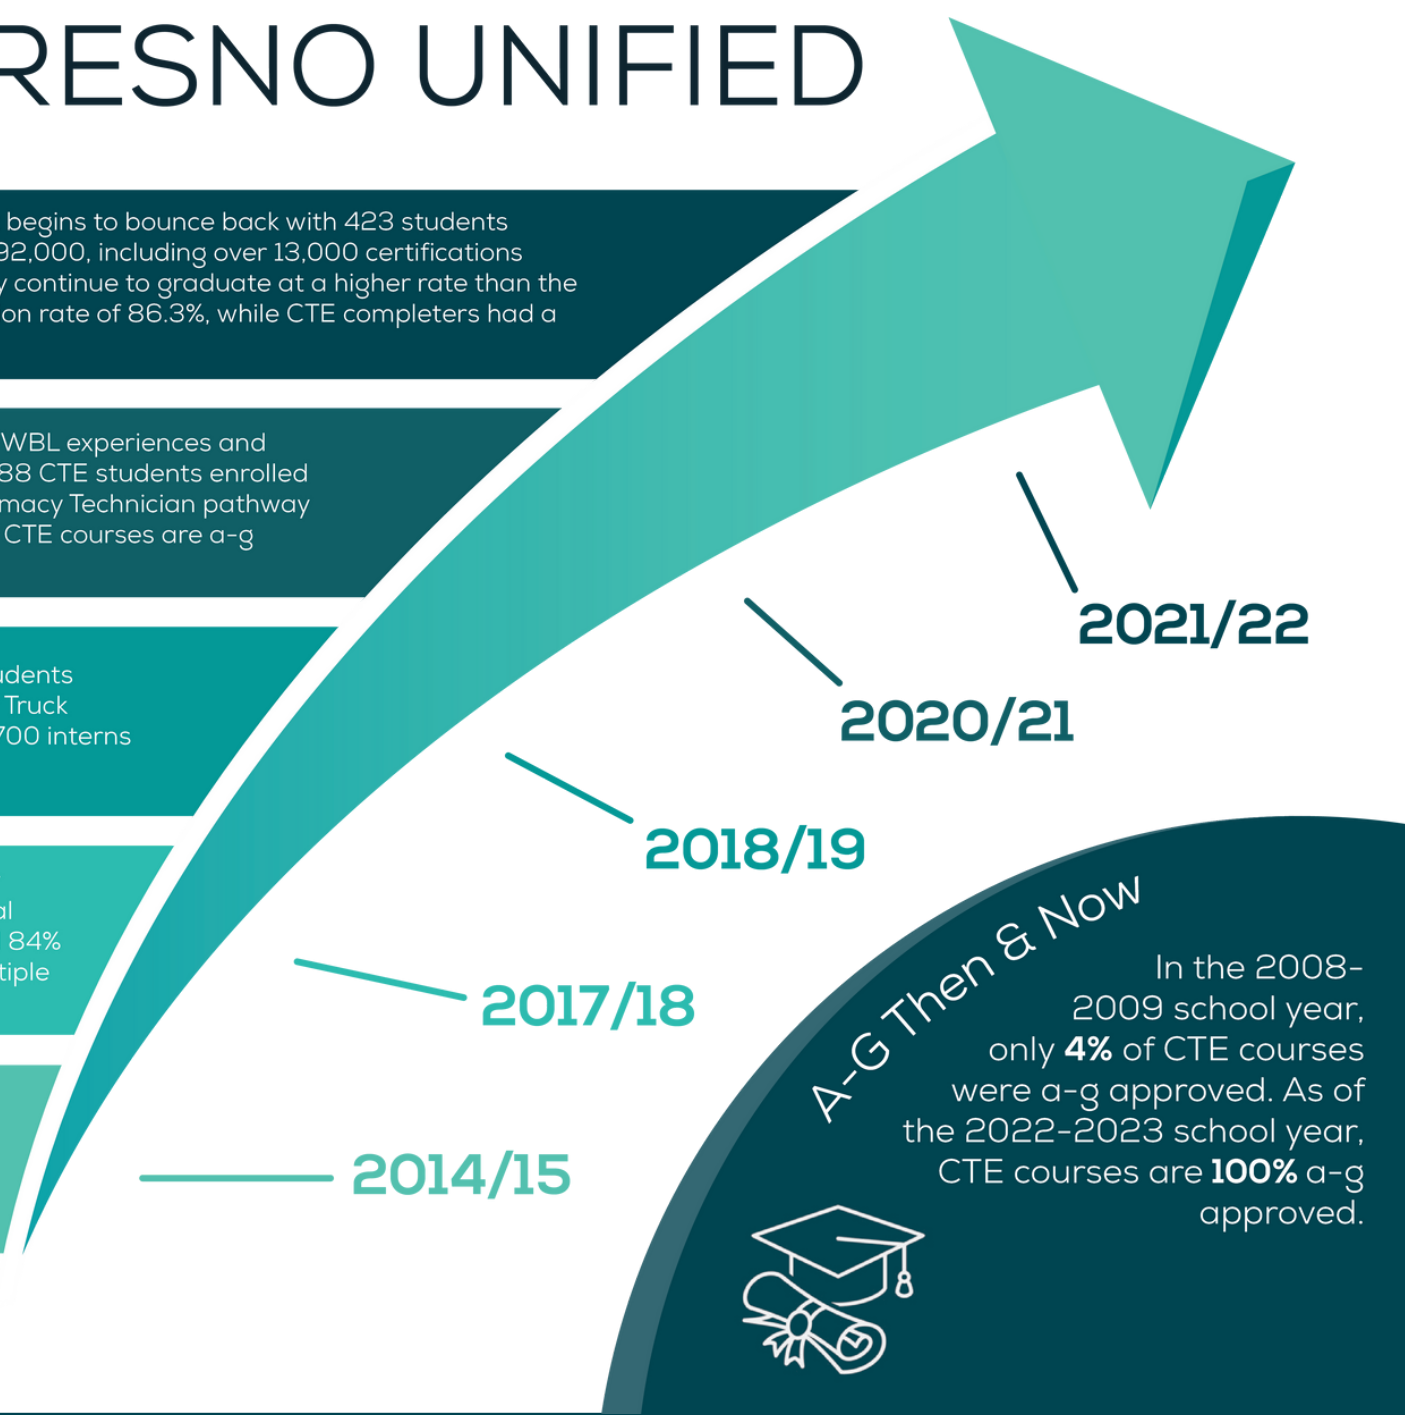 RESNO UNIFIED
begins to bounce back with 423 students
92,000, including over 13,000 certifications
y continue to graduate at a higher rate than the
on rate of 86.3%, while CTE completers had a
WBL experiences and
88 CTE students enrolled
macy Technician pathway
CTE courses are a-g
udents
Truck
700 interns
al
84%
tiple
2021/22
2020/21
2018/19
2017/18
2014/15
A-G Then & Now
In the 2008-
2009 school year,
only 4% of CTE courses
were a-g approved. As of
the 2022-2023 school year,
CTE courses are 100% a-g
approved.